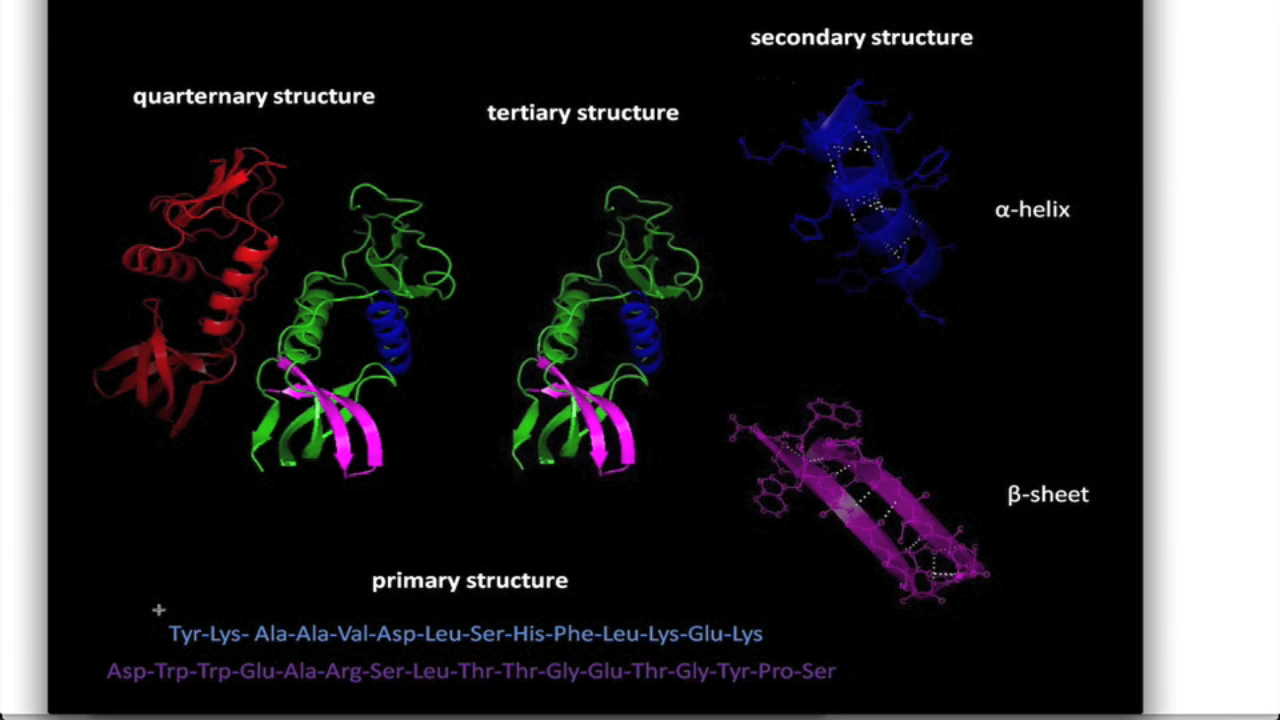 secondary structure
quarternary structure
tertiary structure
α-helix
β-sheet
primary structure
Tyr-Lys- Ala-Ala-Val-Asp-Leu-Ser-His-Phe-Leu-Lys-Glu-Lys
Asp-Trp-Trp-Glu-Ala-Arg-Ser-Leu-Thr-Thr-Gly-Glu-Thr-Gly-Tyr-Pro-Ser